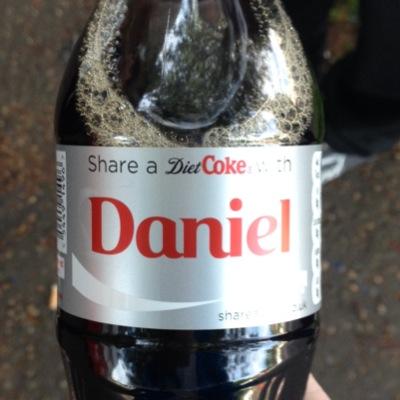 Share a Diet Coke with
Daniel